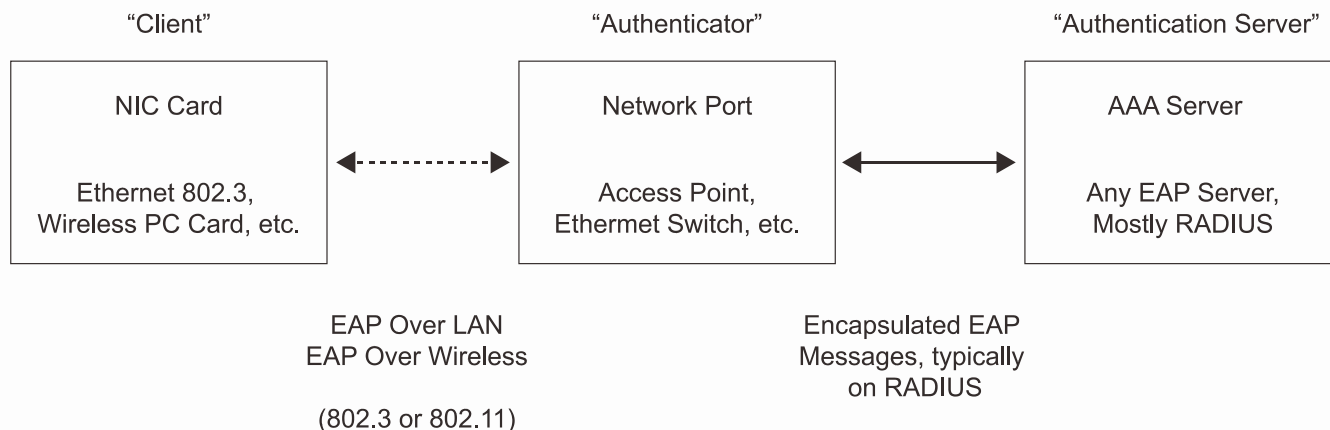 “Client”
“Authenticator”
“Authentication Server”
NIC Card
Ethernet 802.3,
Wireless PC Card, etc.
Network Port
Access Point,
Ethermet Switch, etc.
AAA Server
Any EAP Server,
Mostly RADIUS
EAP Over LAN
EAP Over Wireless
(802.3 or 802.11)
Encapsulated EAP
Messages, typically
on RADIUS